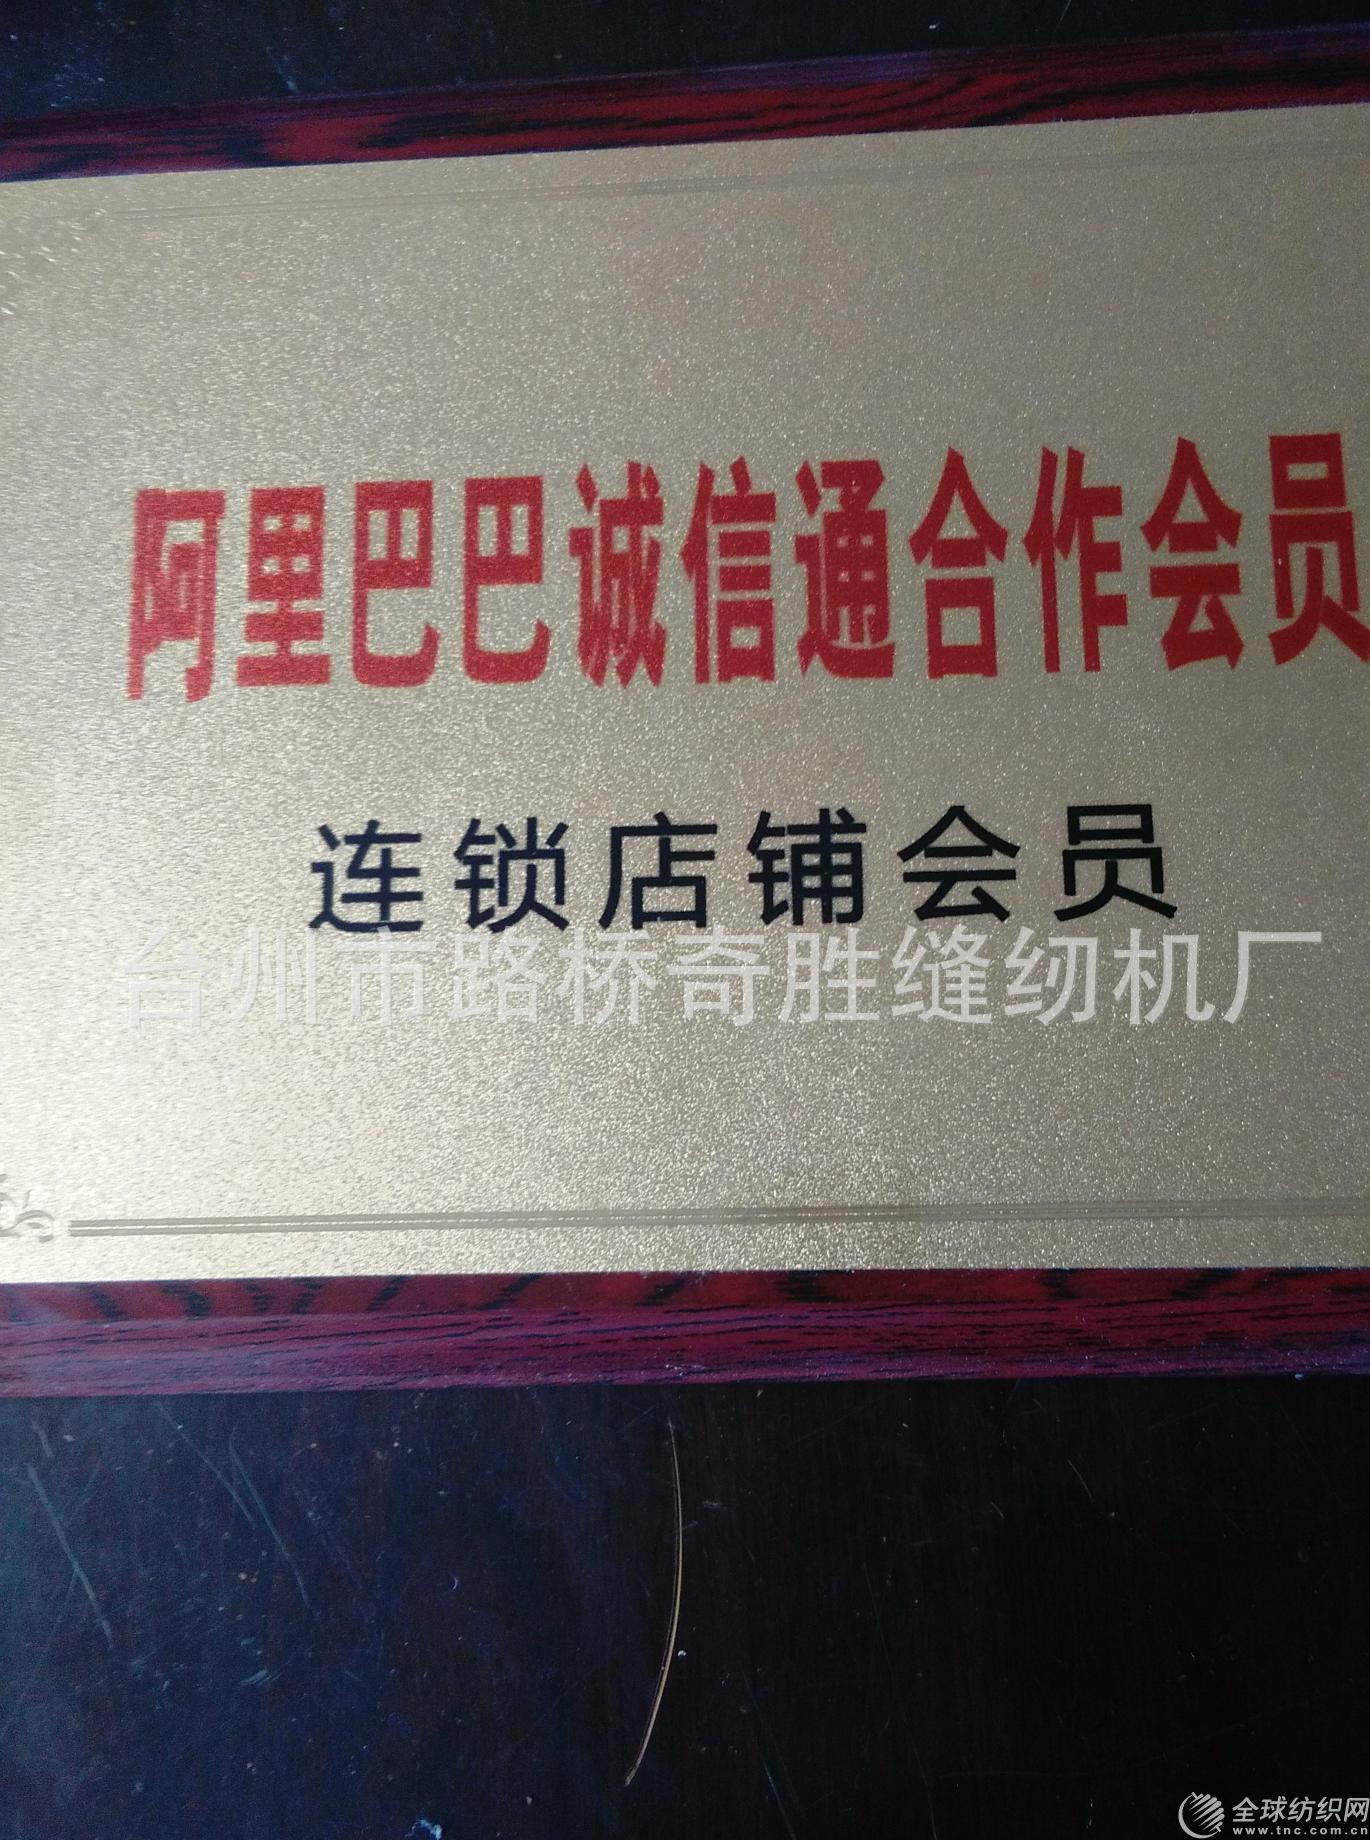 阿里巴巴诚信通合作会员
连锁店铺会员
台州市路桥奇胜缝纫机厂
全球纺织网
www.tnc.com.cn